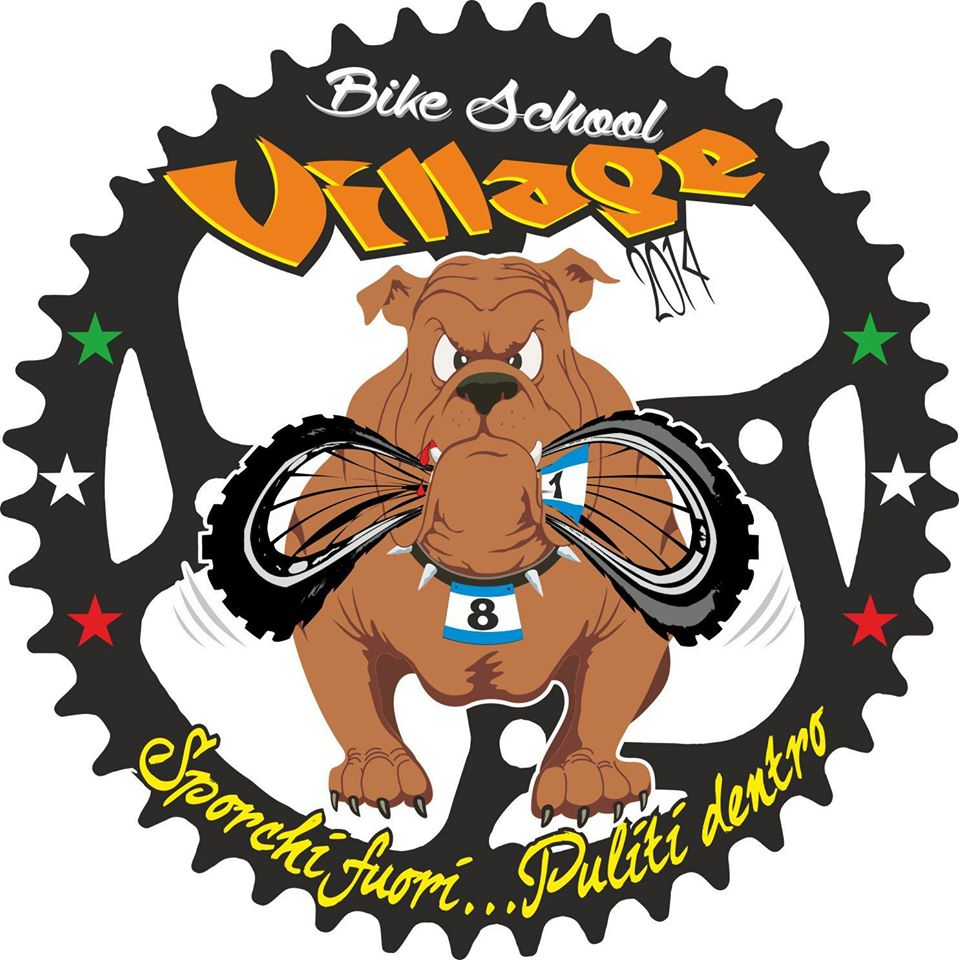 Bike School
Village
2014
1
8
Sporchi fuori...Puliti dentro